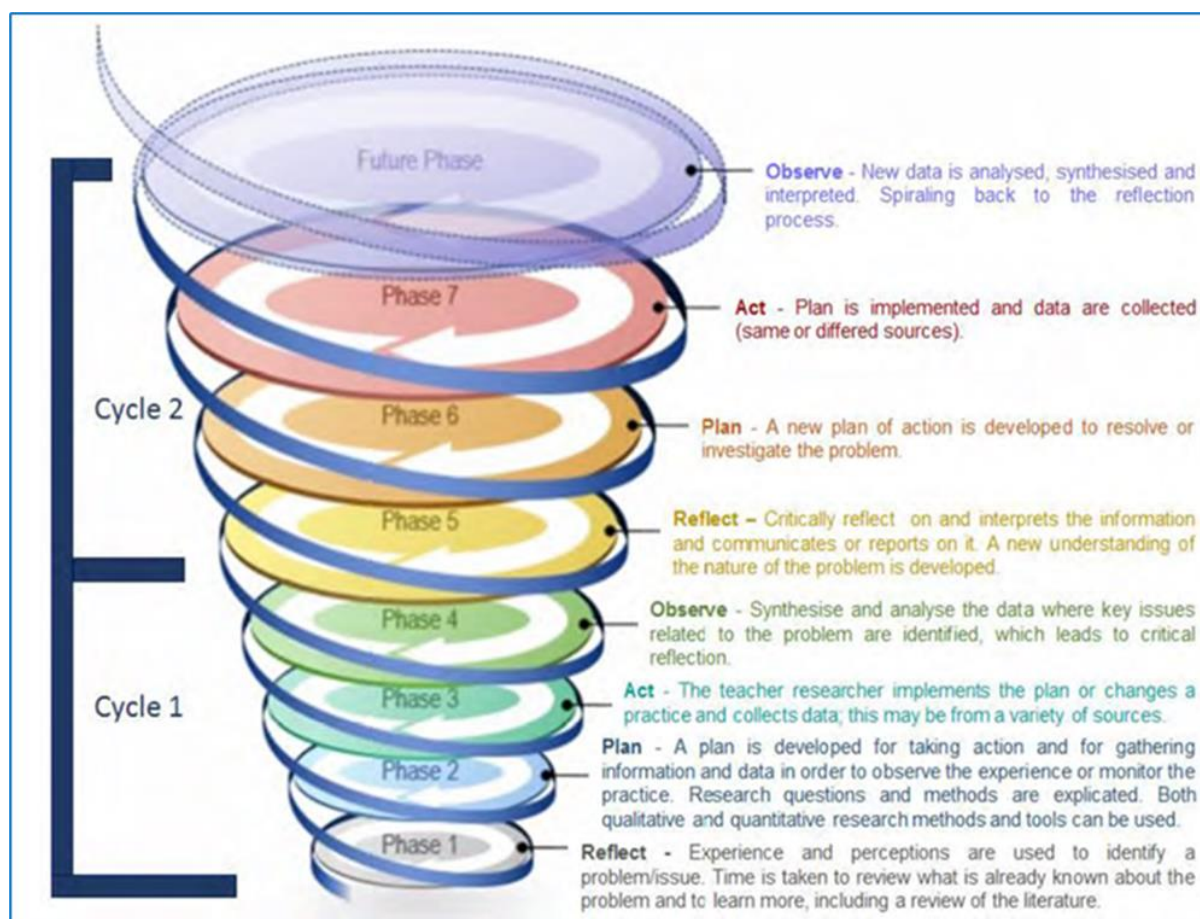 Future Phase
Observe - New data is analysed, synthesised and
interpreted. Spiraling back to the reflection
process.
Phase 7
Act - Plan is implemented and data are collected
(same or differed sources).
Cycle 2
Phase 6
Plan - A new plan of action is developed to resolve or
investigate the problem.
Phase 5
Reflect – Critically reflect on and interprets the information
and communicates or reports on it. A new understanding of
the nature of the problem is developed.
Phase 4
Observe - Synthesise and analyse the data where key issues
related to the problem are identified, which leads to critical
reflection.
Cycle 1
Phase 3
Act - The teacher researcher implements the plan or changes a
practice and collects data; this may be from a variety of sources.
Phase 2
Plan - A plan is developed for taking action and for gathering
information and data in order to observe the experience or monitor the
practice. Research questions and methods are explicated. Both
qualitative and quantitative research methods and tools can be used.
Phase 1
Reflect - Experience and perceptions are used to identify a
problem/issue. Time is taken to review what is already known about the
problem and to learn more, including a review of the literature.